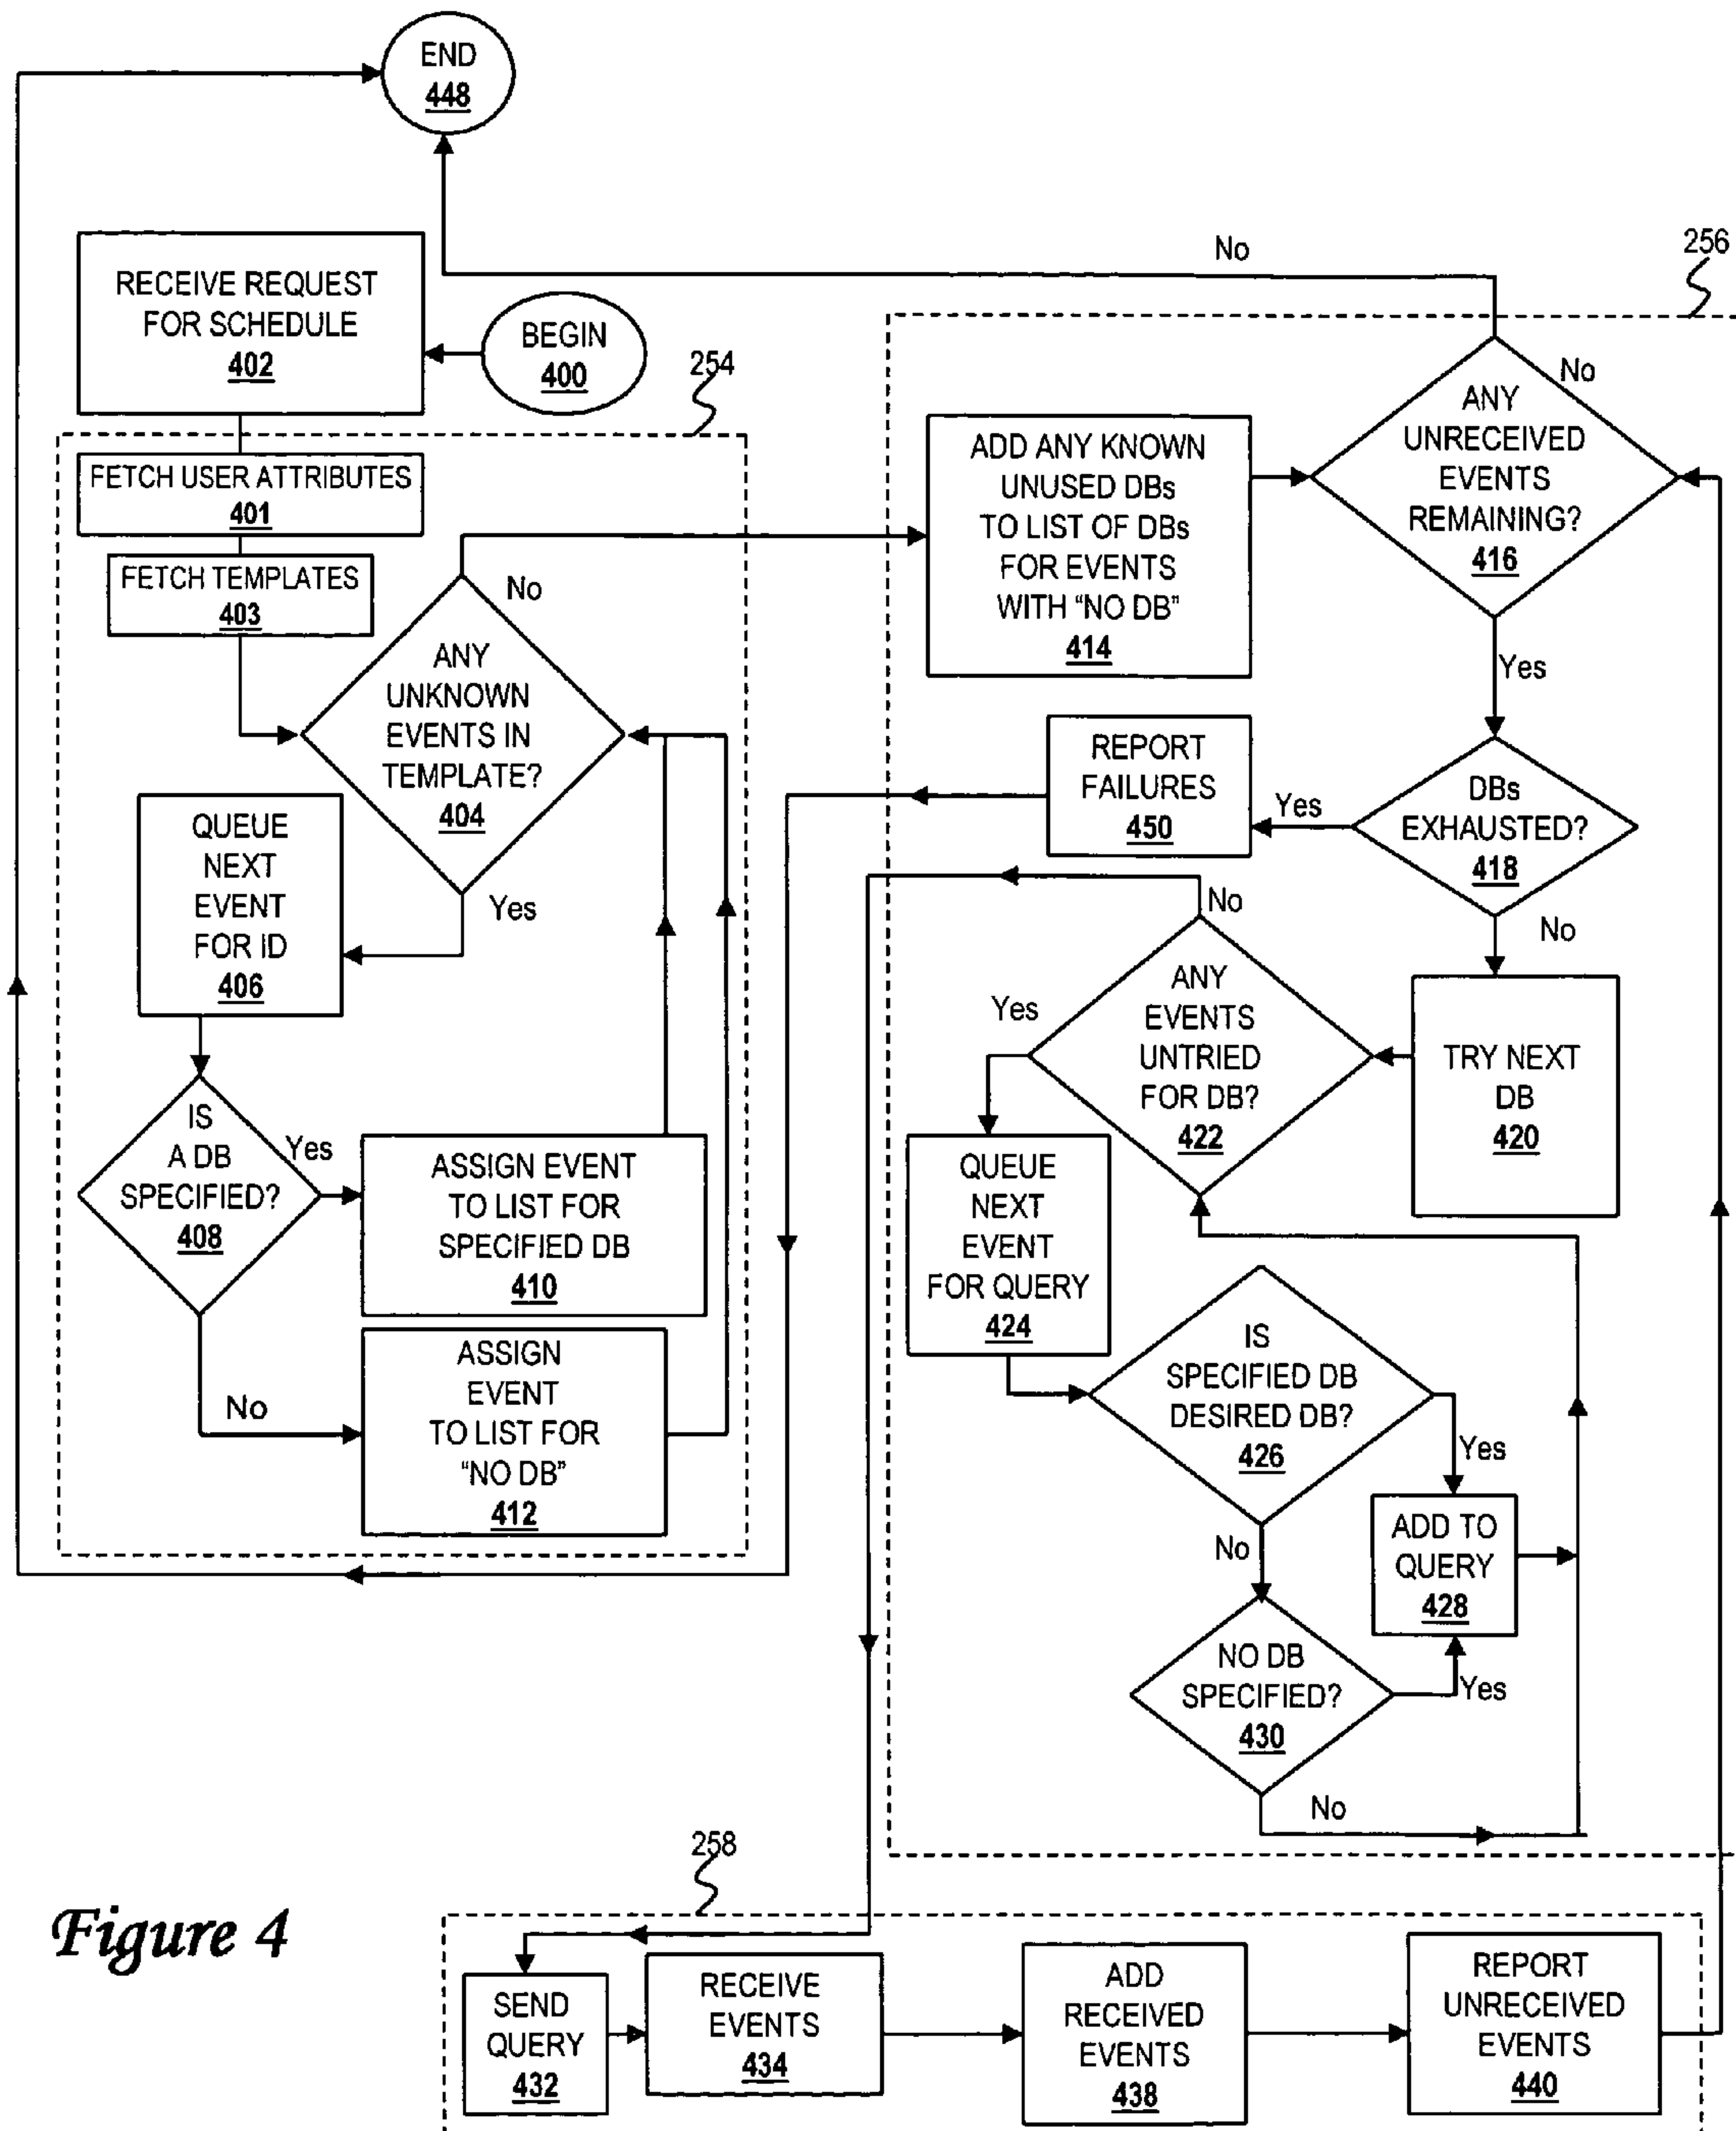 END
448
No
256
RECEIVE REQUEST
FOR SCHEDULE
402
BEGIN
400
254
FETCH USER ATTRIBUTES
401
FETCH TEMPLATES
403
No
ANY
UNKNOWN
EVENTS IN
TEMPLATE?
404
Yes
QUEUE
NEXT
EVENT
FOR ID
406
IS
A DB
SPECIFIED?
408
Yes
ASSIGN EVENT
TO LIST FOR
SPECIFIED DB
410
No
ASSIGN
EVENT
TO LIST FOR
"NO DB"
412
ADD ANY KNOWN
UNUSED DBs
TO LIST OF DBs
FOR EVENTS
WITH “NO DB”
414
No
ANY
UNRECEIVED
EVENTS
REMAINING?
416
Yes
REPORT
FAILURES
450
Yes
DBs
EXHAUSTED?
418
No
No
ANY
EVENTS
UNTRIED
FOR DB?
422
Yes
TRY NEXT
DB
420
QUEUE
NEXT
EVENT
FOR QUERY
424
IS
SPECIFIED DB
DESIRED DB?
426
Yes
No
ADD TO
QUERY
428
NO DB
SPECIFIED?
430
Yes
No
258
Figure 4
SEND
QUERY
432
RECEIVE
EVENTS
434
ADD
RECEIVED
EVENTS
438
REPORT
UNRECEIVED
EVENTS
440